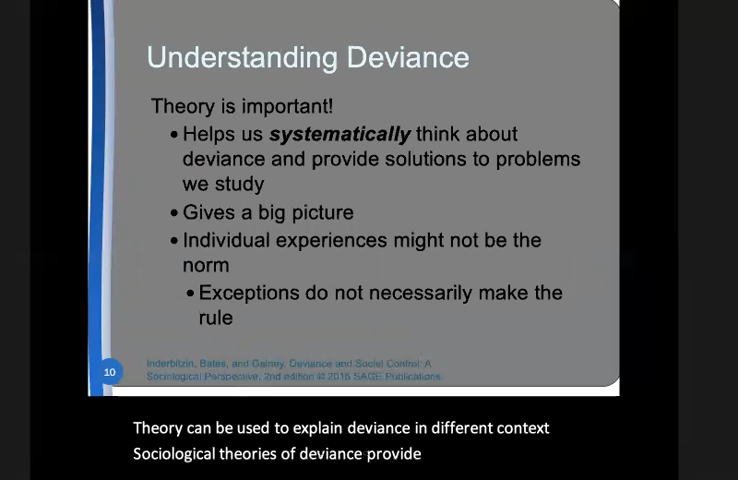 Understanding Deviance
Theory is important!
• Helps us systematically think about
deviance and provide solutions to problems
we study
• Gives a big picture
• Individual experiences might not be the
norm
• Exceptions do not necessarily make the
rule
Inderbitzin, Bates, and Gainey, Deviance and Social Control: A
10
Sociological Perspective, 2nd edition © 2016 SAGE Publications.
Theory can be used to explain deviance in different context
Sociological theories of deviance provide